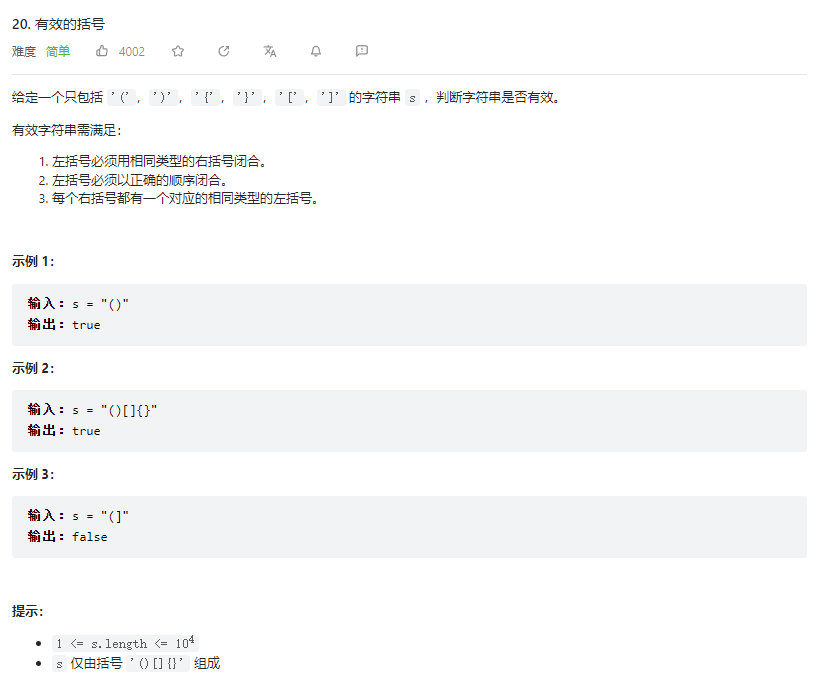 20. 有效的括号
难度 简单 4002
给定一个只包括 '(', ')', '{', '}', '[', ']' 的字符串 s ，判断字符串是否有效。
有效字符串需满足：
1. 左括号必须用相同类型的右括号闭合。
2. 左括号必须以正确的顺序闭合。
3. 每个右括号都有一个对应的相同类型的左括号。
示例 1：
输入：s = "()"
输出：true
示例 2：
输入：s = "()[]{}"
输出：true
示例 3：
输入：s = "(]"
输出：false
提示：
• 1 <= s.length <= 10⁴
• s 仅由括号 '()[]{}' 组成